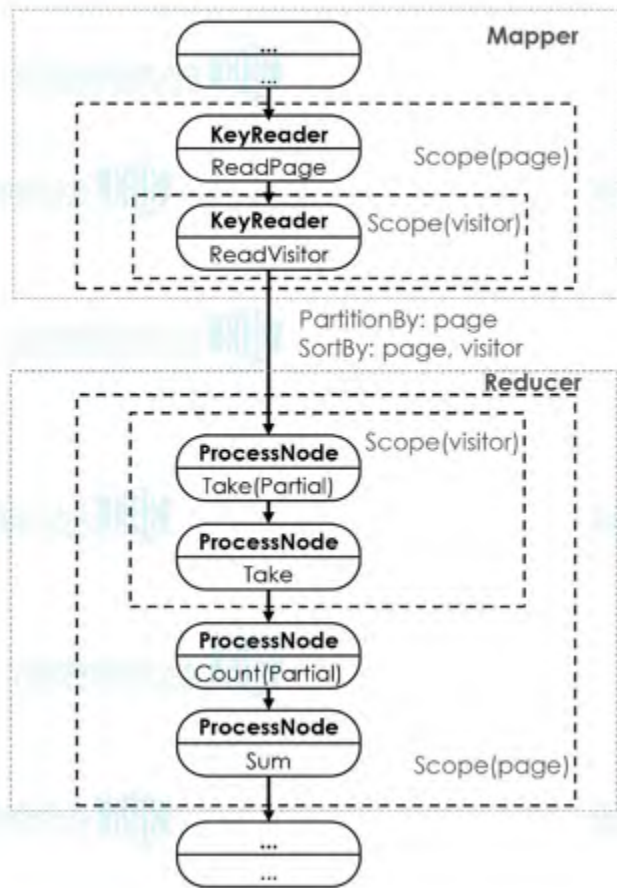 Mapper
...
...
KeyReader
ReadPage
Scope(page)
KeyReader
ReadVisitor
Scope(visitor)
PartitionBy: page
SortBy: page, visitor
Reducer
Scope(visitor)
ProcessNode
Take(Partial)
ProcessNode
Take
ProcessNode
Count(Partial)
ProcessNode
Sum
Scope(page)
...
...